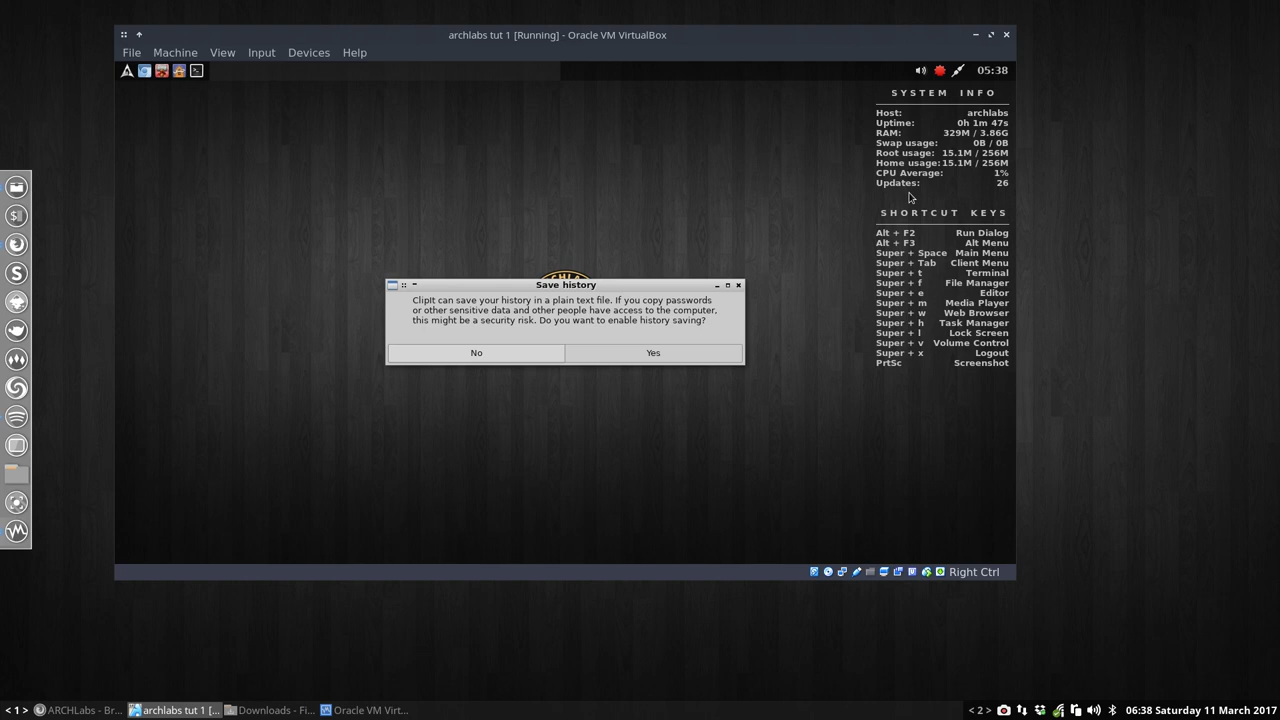 archlabs tut 1 [Running] - Oracle VM VirtualBox
File Machine View Input Devices Help
05:38
SYSTEM INFO
Host: archlabs
Uptime: 0h 1m 47s
RAM: 329M / 3.86G
Swap usage: 0B / 0B
Root usage: 15.1M / 256M
Home usage: 15.1M / 256M
CPU Average: 1%
Updates: 26
SHORTCUT KEYS
Alt + F2 Run Dialog
Alt + F3 Alt Menu
Super + Space Main Menu
Super + Tab Client Menu
Super + t Terminal
Super + f File Manager
Super + e Editor
Super + m Media Player
Super + w Web Browser
Super + h Task Manager
Super + l Lock Screen
Super + v Volume Control
Super + x Logout
PrtSc Screenshot
Save history
ClipIt can save your history in a plain text file. If you copy passwords
or other sensitive data and other people have access to the computer,
this might be a security risk. Do you want to enable history saving?
No Yes
Right Ctrl
< 1 > ARCHLabs - Br... archlabs tut 1 [... Downloads - Fi... Oracle VM Virt... < 2 > 06:38 Saturday 11 March 2017